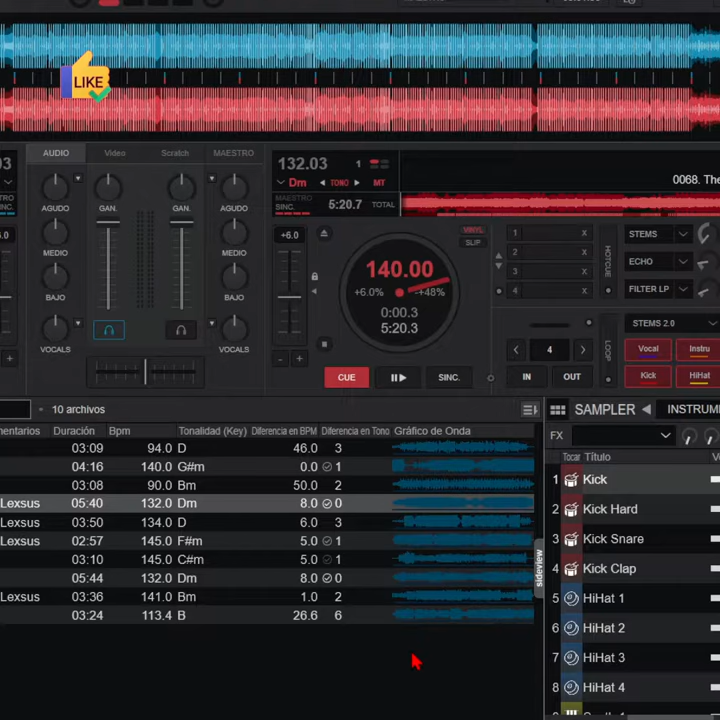 LIKE
AUDIO Video Scratch MAESTRO
132.03 1
Dm ◄ TONO ► MT
0068. The
MAESTRO
SINC.
5:20.7 TOTAL
GAN. GAN.
AGUDO AGUDO
MEDIO MEDIO
BAJO BAJO
VOCALS VOCALS
+6.0
VINYL
SLIP
140.00
+6.0% +48%
0:00.3
5:20.3
1 X
2 X
3 X
4 X
HOTCUE
STEMS
ECHO
FILTER LP
STEMS 2.0
LOOP
4
IN OUT
Vocal Instru
Kick HiHat
CUE SINC.
10 archivos
SAMPLER INSTRUM
FX
mentarios Duración Bpm Tonalidad (Key) Diferencia en BPM Diferencia en Tono Gráfico de Onda
03:09 94.0 D 46.0 3
04:16 140.0 G#m 0.0 1
03:08 90.0 Bm 50.0 2
Lexsus 05:40 132.0 Dm 8.0 0
03:50 134.0 D 6.0 3
Lexsus 02:57 145.0 F#m 5.0 1
03:10 145.0 C#m 5.0 1
05:44 132.0 Dm 8.0 0
Lexsus 03:36 141.0 Bm 1.0 2
03:24 113.4 B 26.6 6
sideview
Tocar Título
1 Kick
2 Kick Hard
3 Kick Snare
4 Kick Clap
5 HiHat 1
6 HiHat 2
7 HiHat 3
8 HiHat 4